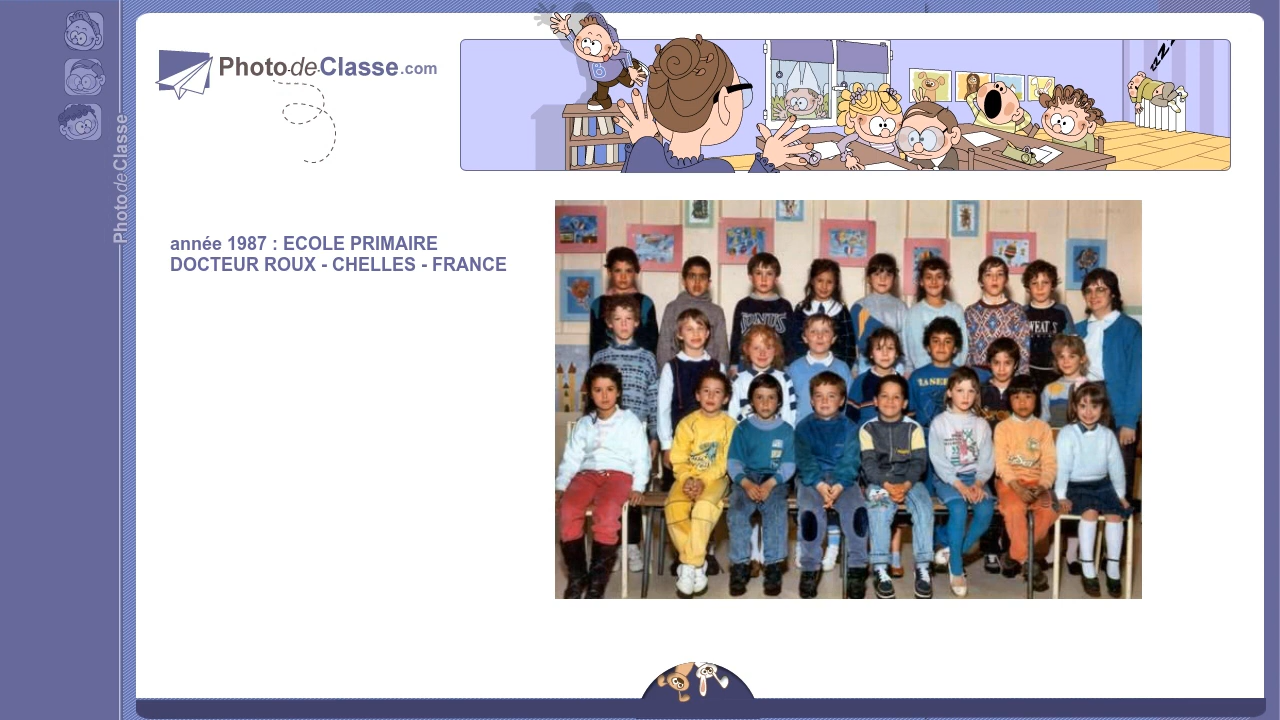 PhotodeClasse.com
PhotodeClasse
année 1987 : ECOLE PRIMAIRE
DOCTEUR ROUX - CHELLES - FRANCE